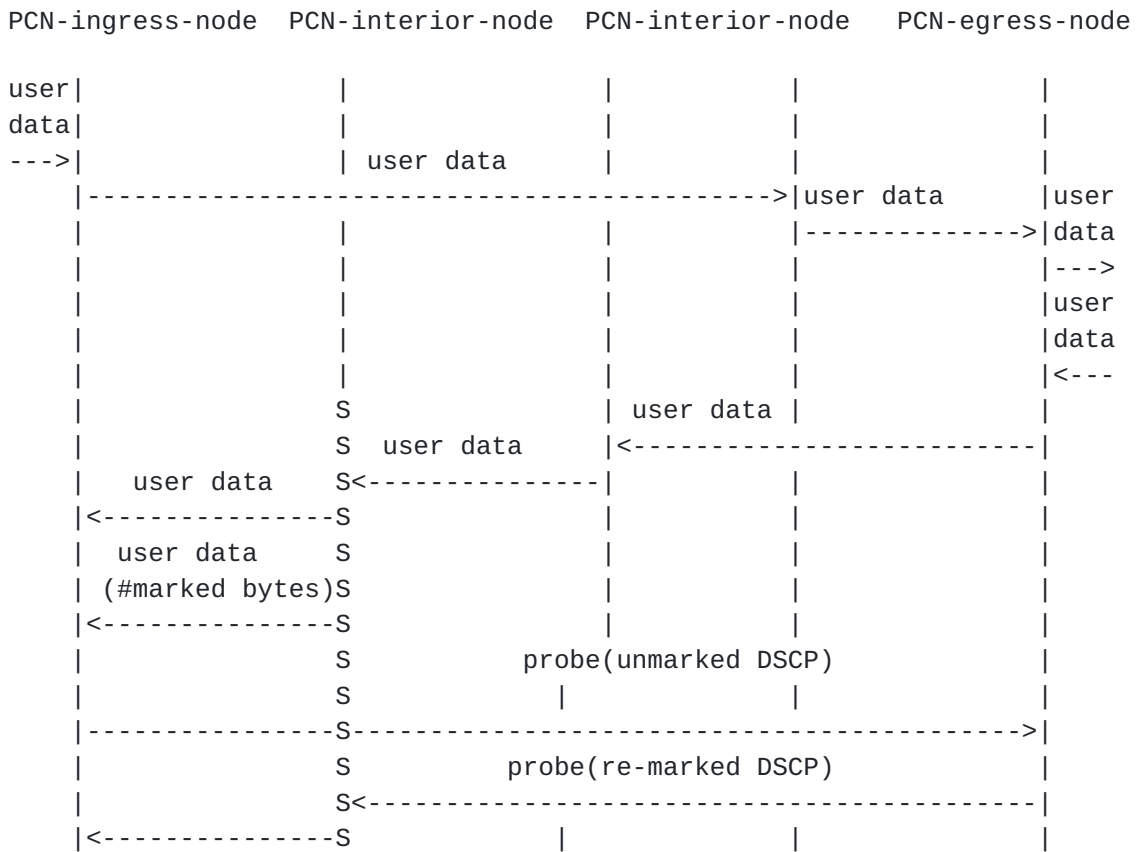 PCN-ingress-node  PCN-interior-node  PCN-interior-node   PCN-egress-node

user|                |                |           |               |
data|                |                |           |               |
--->|                | user data      |           |               |
    |-------------------------------------------->|user data      |user
    |                |                |           |-------------->|data
    |                |                |           |               |--->
    |                |                |           |               |user
    |                |                |           |               |data
    |                |                |           |               |<---
    |                S                | user data |               |
    |                S  user data     |<--------------------------|
    |   user data    S<---------------|           |               |
    |<---------------S                |           |               |
    |  user data     S                |           |               |
    | (#marked bytes)S                |           |               |
    |<---------------S                |           |               |
    |                S           probe(unmarked DSCP)             |
    |                S             |              |               |
    |----------------S------------------------------------------->|
    |                S          probe(re-marked DSCP)             |
    |                S<-------------------------------------------|
    |<---------------S             |              |               |